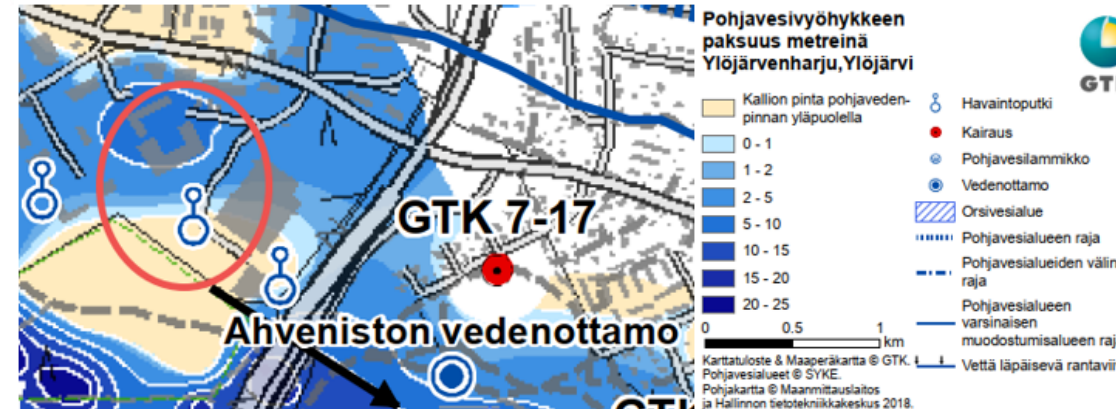 GTK 7-17
Ahveniston vedenottamo
Pohjavesivyöhykkeen
paksuus metreinä
Ylöjärvenharju,Ylöjärvi
Kallion pinta pohjaveden-
pinnan yläpuolella
0 - 1
1 - 2
2 - 5
5 - 10
10 - 15
15 - 20
20 - 25
0 0.5 1 km
Karttatuloste & Maaperäkartta © GTK.
Pohjavesialueet © SYKE.
Pohjakartta © Maanmittauslaitos
ja Hallinnon tietotekniikkakeskus 2018.
Havaintoputki
Kairaus
Pohjavesilammikko
Vedenottamo
Orsivesialue
Pohjavesialueen raja
Pohjavesialueiden välin
raja
Pohjavesialueen
varsinaisen
muodostumisalueen raj
Vettä läpäisevä rantavii